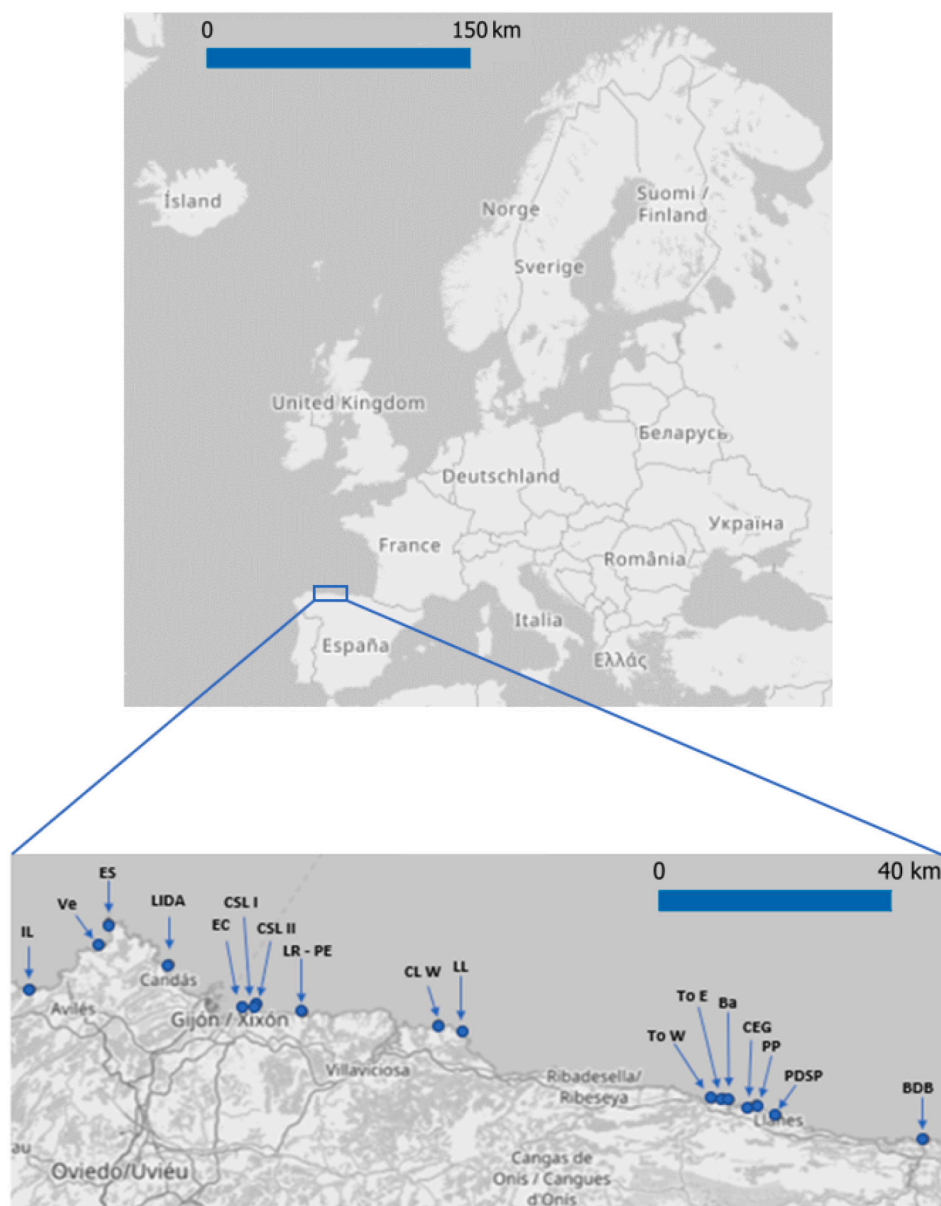 0 150 km
Ísland
Norge
Suomi /
Finland
Sverige
United Kingdom
Беларусь
Deutschland
Україна
France
România
Italia
España
Ελλάς
0 40 km
ES
Ve
LIDA
CSL I
IL
EC
CSL II
LR - PE
CL W
LL
Candás
Avilés
Gijón / Xixón
To E
Ba
To W
CEG
PP
PDSP
BDB
Villaviciosa
Ribadesella/
Ribeseya
Llanes
au
Oviedo/Uviéu
Cangas de
Onís / Cangues
d'Onís